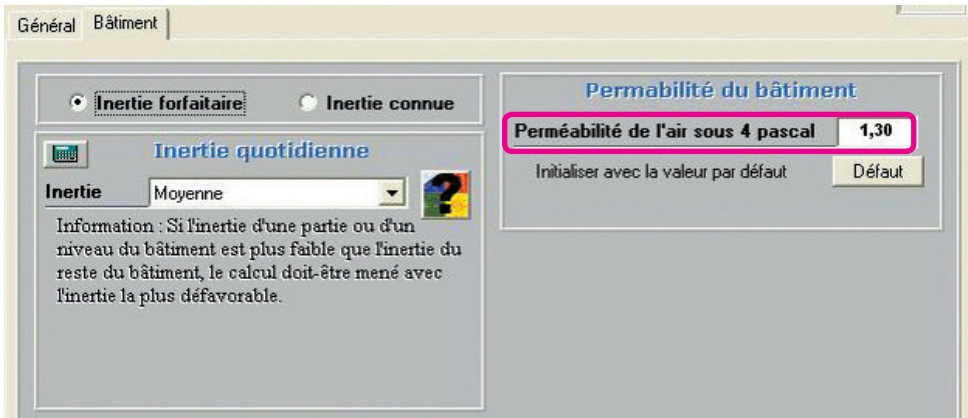 Général Bâtiment
Inertie forfaitaire Inertie connue
Inertie quotidienne
Inertie Moyenne
Information : Si l'inertie d'une partie ou d'un
niveau du bâtiment est plus faible que l'inertie du
reste du bâtiment, le calcul doit-être mené avec
l'inertie la plus défavorable.
Permabilité du bâtiment
Perméabilité de l'air sous 4 pascal 1,30
Initialiser avec la valeur par défaut Défaut